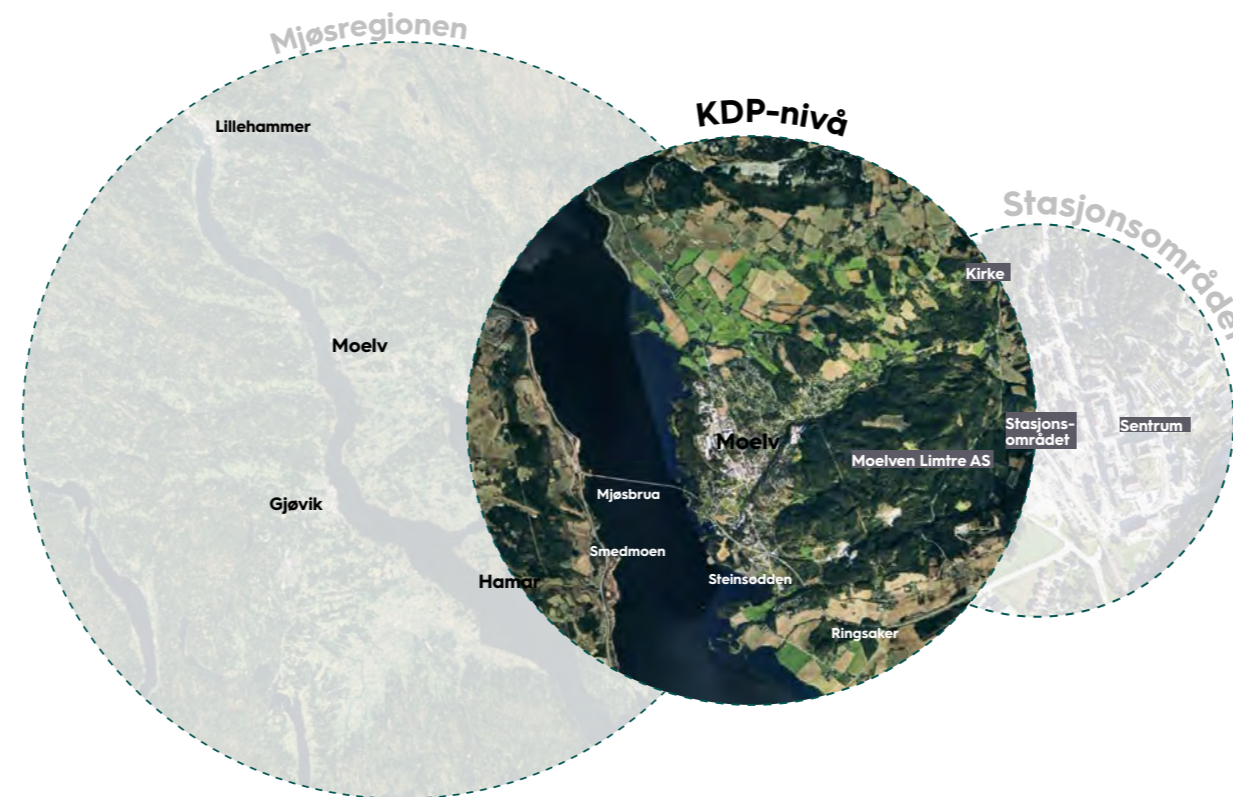 Mjøsregionen
KDP-nivå
Stasjonsområdet
Lillehammer
Moelv
Gjøvik
Hamar
Kirke
Moelv
Moelven Limtre AS
Mjøsbrua
Smedmoen
Steinsodden
Ringsaker
Stasjons-
området
Sentrum